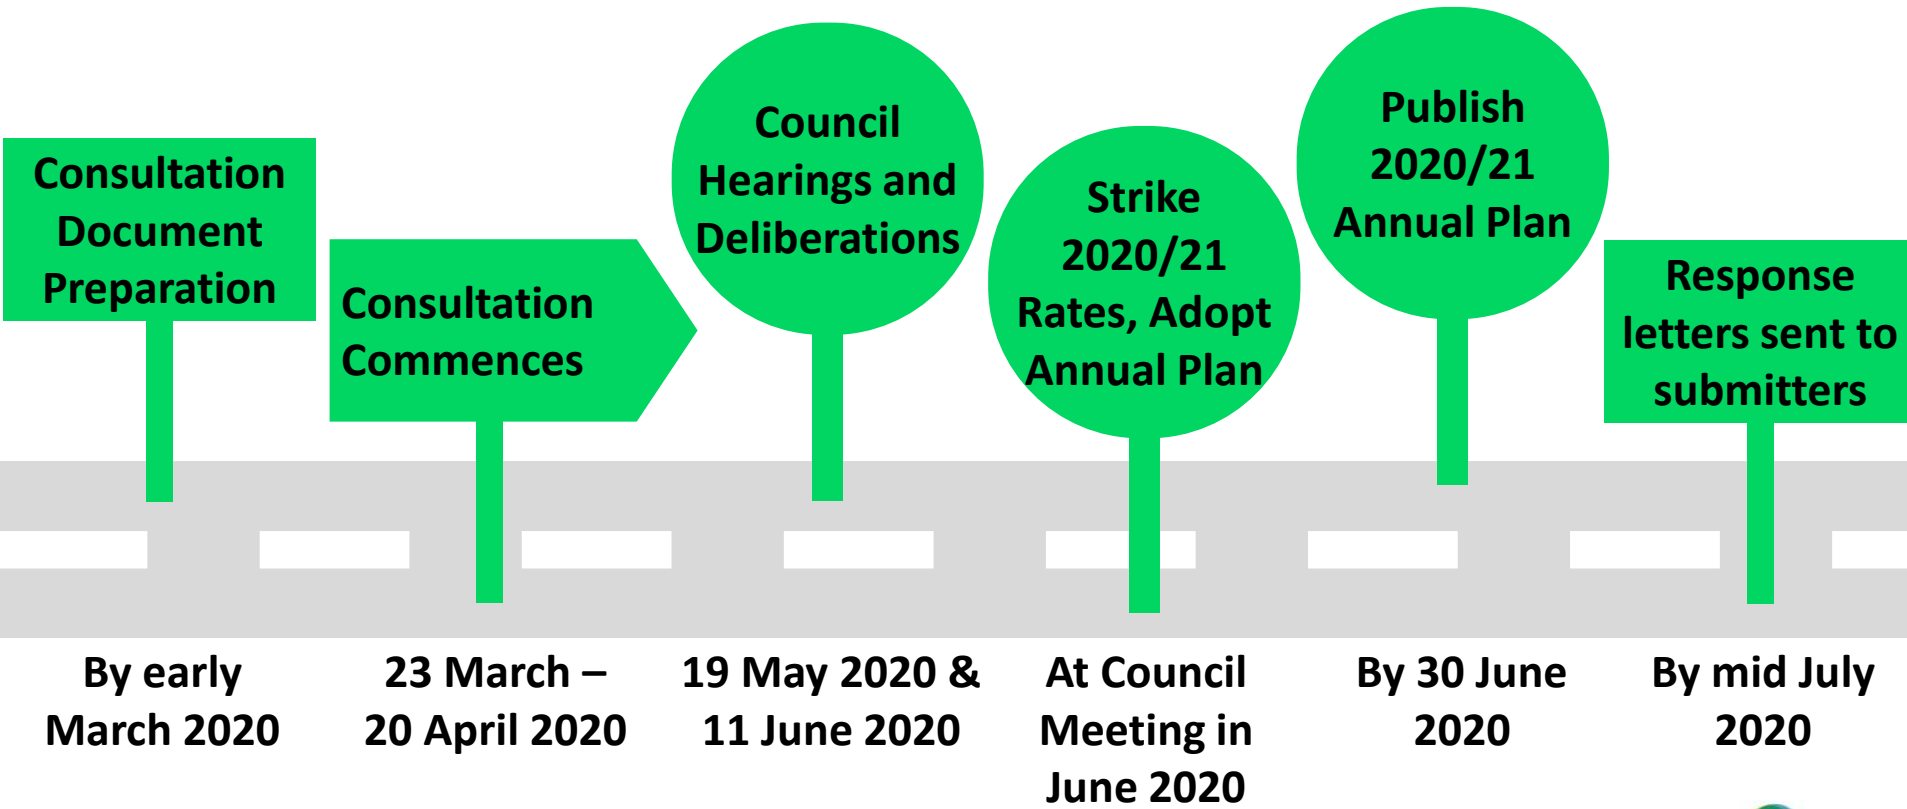 Consultation
Document
Preparation
Consultation
Commences
Council
Hearings and
Deliberations
Strike
2020/21
Rates, Adopt
Annual Plan
Publish
2020/21
Annual Plan
Response
letters sent to
submitters
By early
March 2020
23 March –
20 April 2020
19 May 2020 &
11 June 2020
At Council
Meeting in
June 2020
By 30 June
2020
By mid July
2020